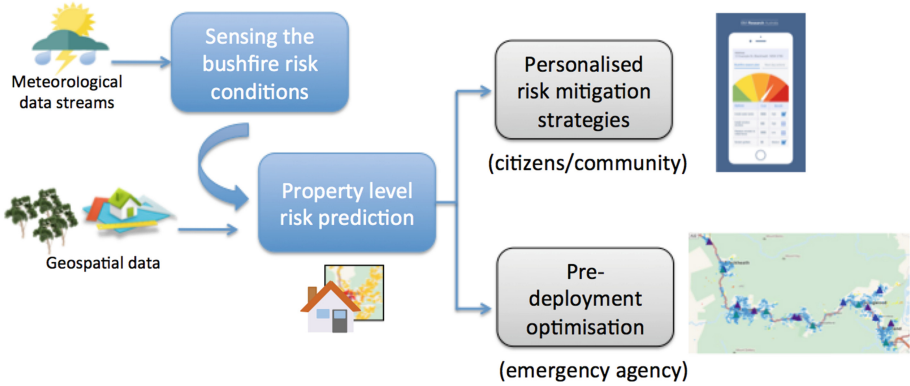 Sensing the
bushfire risk
conditions
Meteorological
data streams
Personalised
risk mitigation
strategies
(citizens/community)
Property level
risk prediction
Geospatial data
Pre-
deployment
optimisation
(emergency agency)